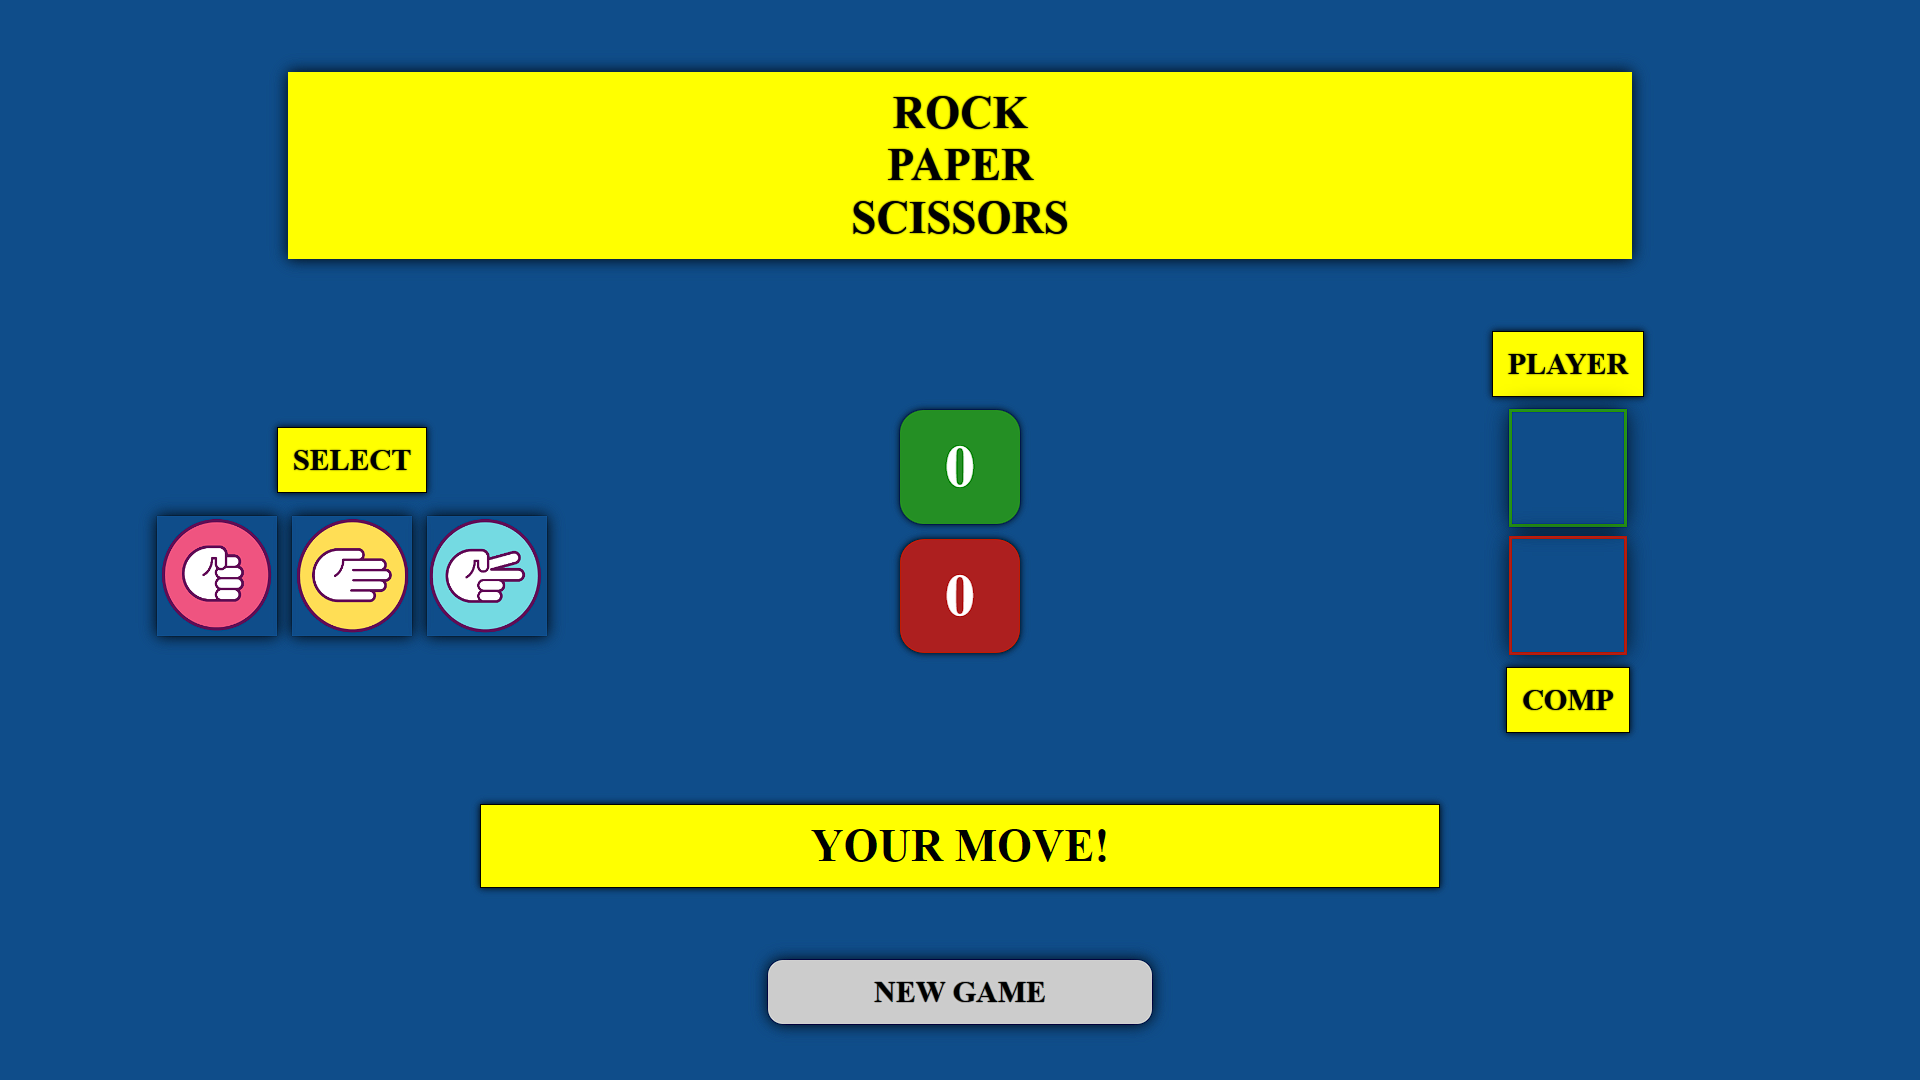 ROCK
PAPER
SCISSORS
SELECT
0
0
PLAYER
COMP
YOUR MOVE!
NEW GAME